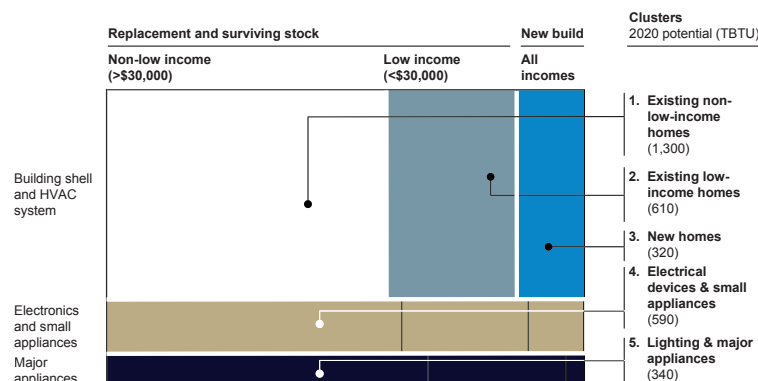 Clusters
2020 potential (TBTU)
Replacement and surviving stock
New build
Non-low income
(>$30,000)
Low income
(<$30,000)
All
incomes
Building shell
and HVAC
system
Electronics
and small
appliances
Major
appliances
1. Existing non-
low-income
homes
(1,300)
2. Existing low-
income homes
(610)
3. New homes
(320)
4. Electrical
devices & small
appliances
(590)
5. Lighting & major
appliances
(340)